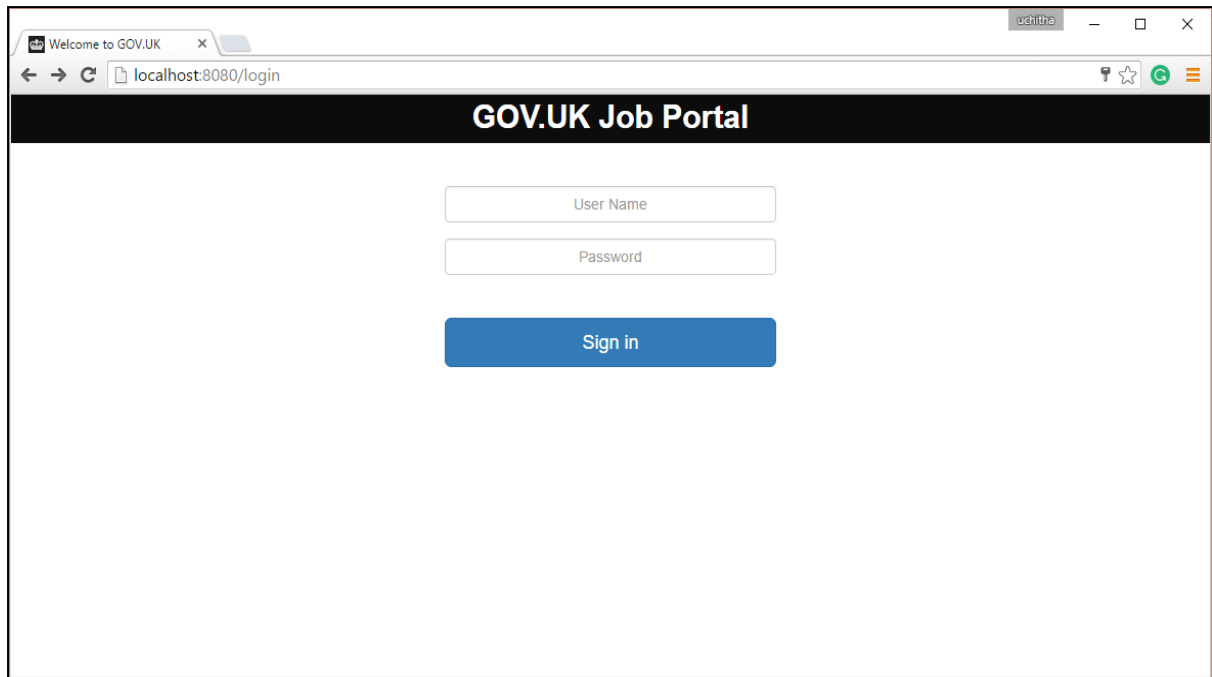 uchitha
Welcome to GOV.UK
localhost:8080/login
GOV.UK Job Portal
User Name
Password
Sign in